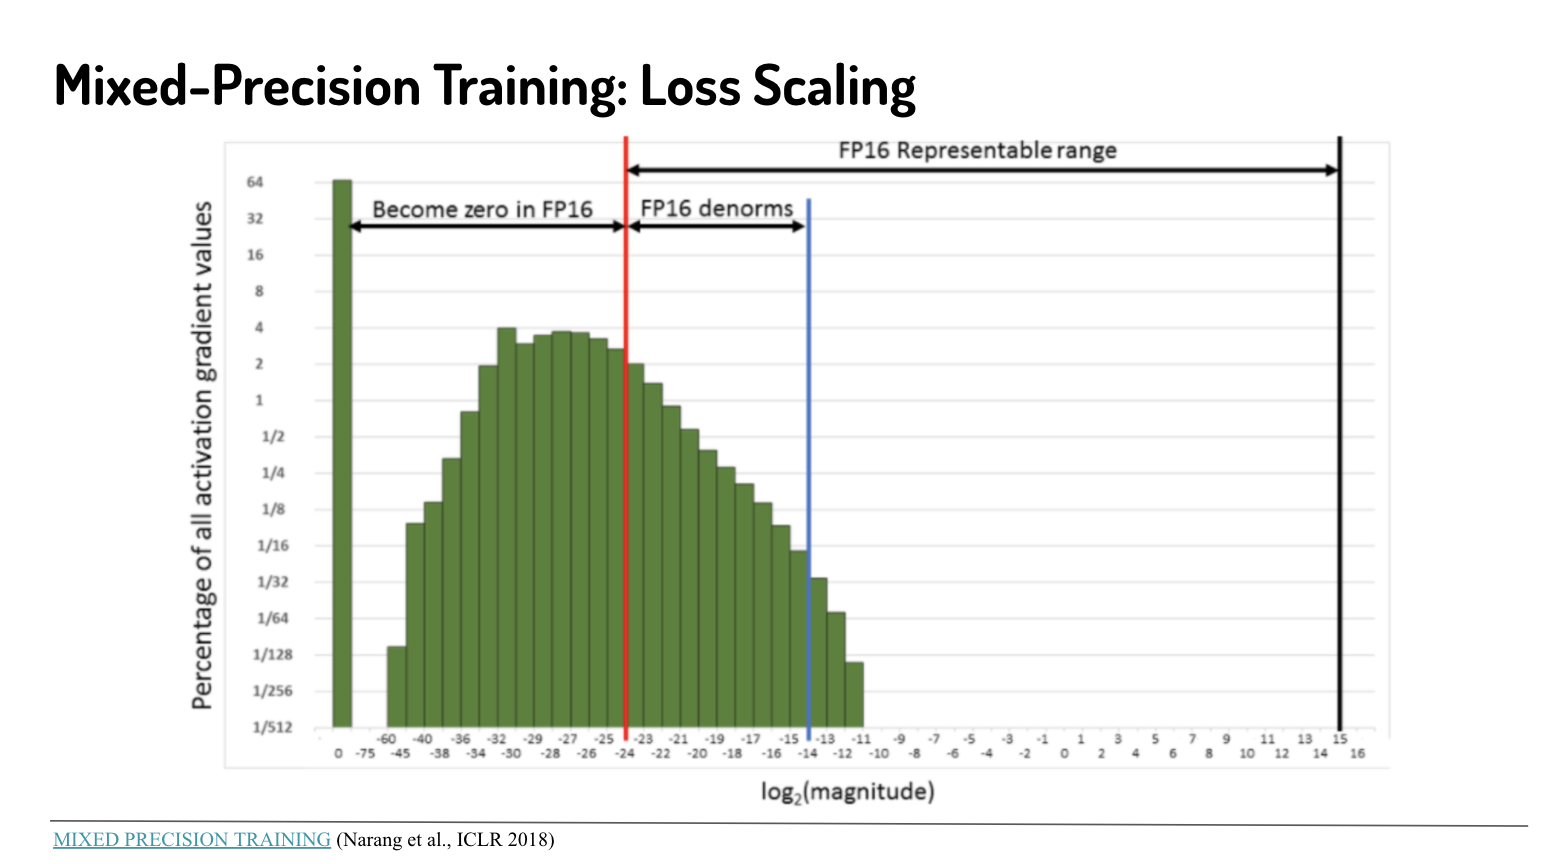 Mixed-Precision Training: Loss Scaling
FP16 Representable range
Become zero in FP16
FP16 denorms
Percentage of all activation gradient values
64
32
16
8
4
2
1
1/2
1/4
1/8
1/16
1/32
1/64
1/128
1/256
1/512
-60 -40 -36 -32 -29 -27 -25 -23 -21 -19 -17 -15 -13 -11 -9 -7 -5 -3 -1 1 3 5 7 9 11 13 15
0 -75 -45 -38 -34 -30 -28 -26 -24 -22 -20 -18 -16 -14 -12 -10 -8 -6 -4 -2 0 2 4 6 8 10 12 14 16
log2(magnitude)
MIXED PRECISION TRAINING (Narang et al., ICLR 2018)